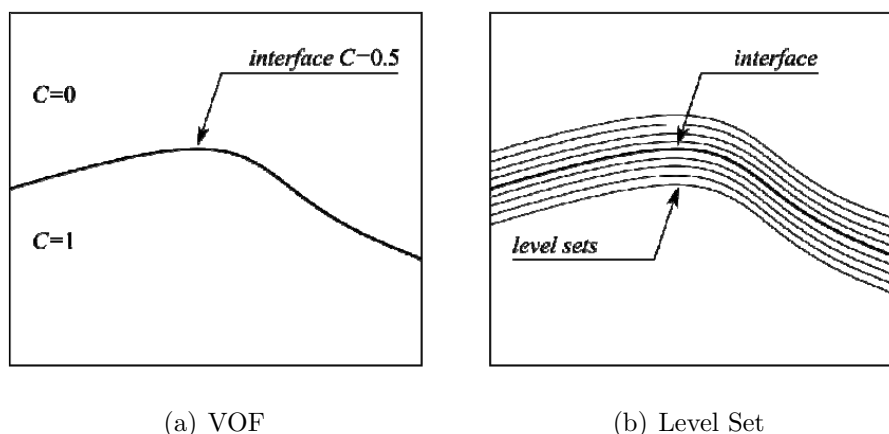 interface C=0.5
C=0
C=1
interface
level sets
(a) VOF
(b) Level Set